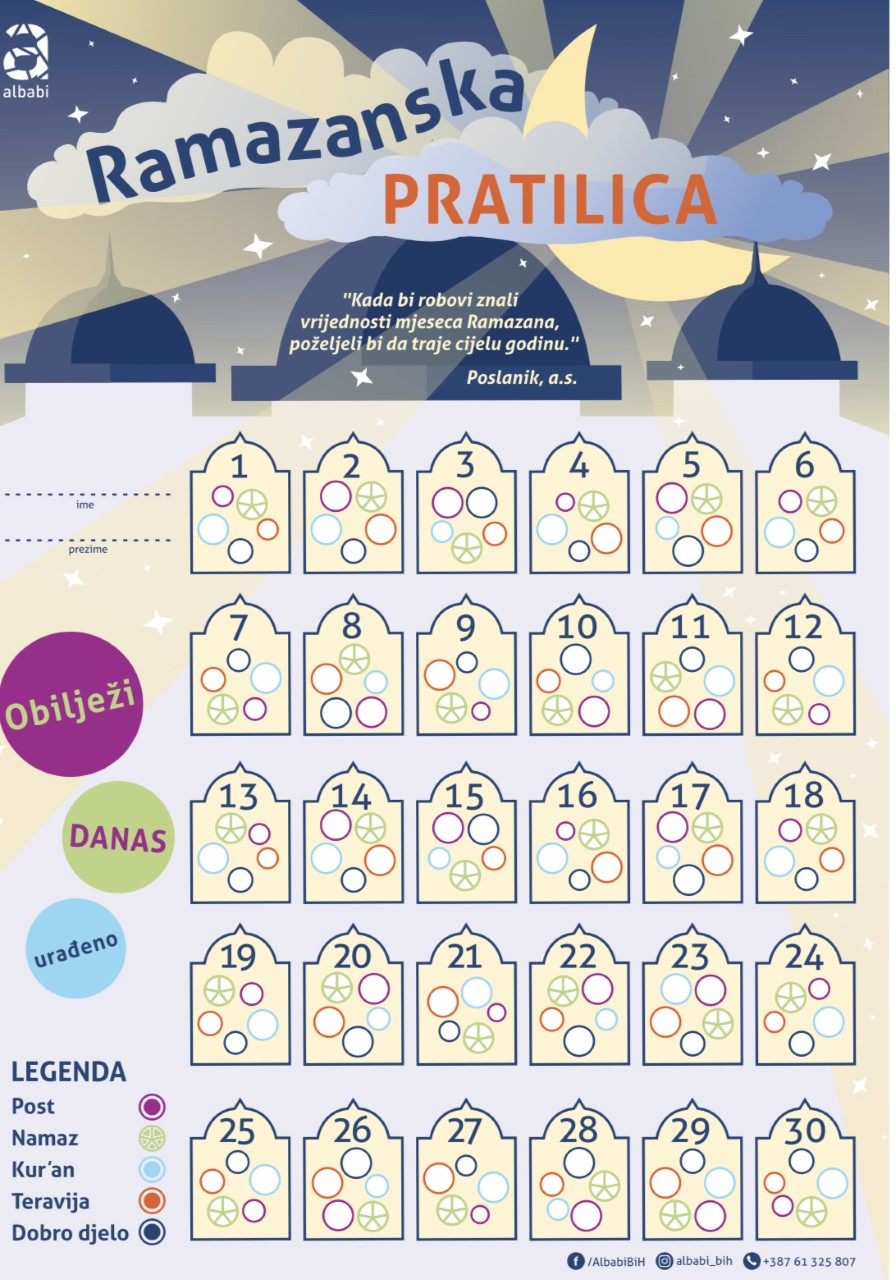 albabi
Ramazanska
PRATILICA
"Kada bi robovi znali
vrijednosti mjeseca Ramazana,
poželjeli bi da traje cijelu godinu."
Poslanik, a.s.
ime
prezime
1 2 3 4 5 6
7 8 9 10 11 12
Obilježi
DANAS
urađeno
13 14 15 16 17 18
19 20 21 22 23 24
LEGENDA
Post
Namaz
Kur'an
Teravija
Dobro djelo
25 26 27 28 29 30
/AlbabiBiH albabi_bih +387 61 325 807